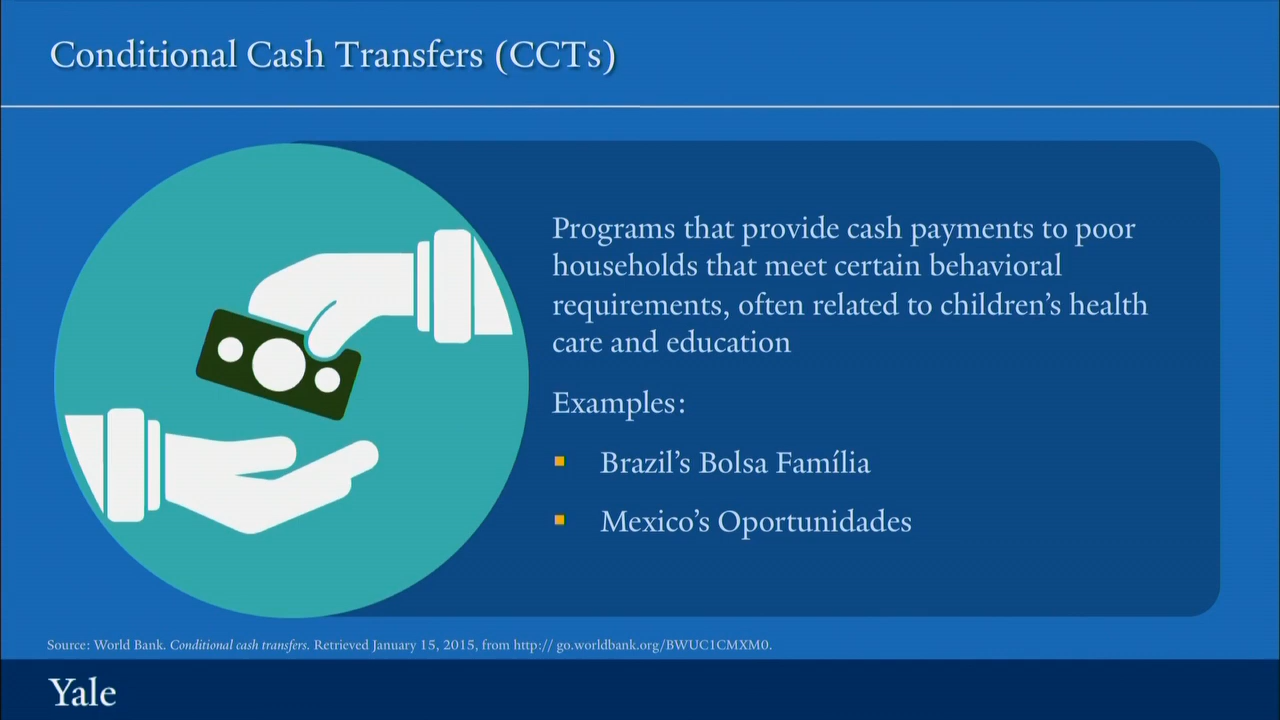 Conditional Cash Transfers (CCTs)
Programs that provide cash payments to poor
households that meet certain behavioral
requirements, often related to children's health
care and education
Examples:
Brazil's Bolsa Família
Mexico's Oportunidades
Source: World Bank. Conditional cash transfers. Retrieved January 15, 2015, from http:// go.worldbank.org/BWUC1CMXM0.
Yale